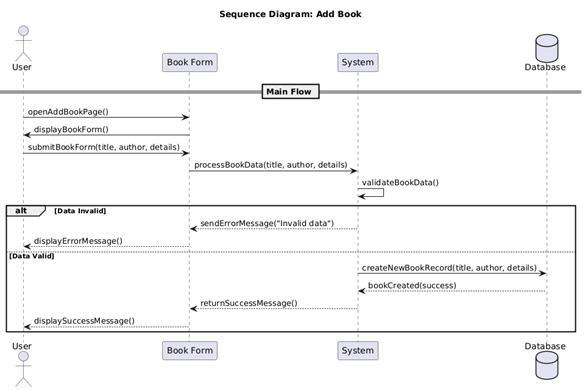 Sequence Diagram: Add Book
User
Book Form
System
Database
Main Flow
openAddBookPage()
displayBookForm()
submitBookForm(title, author, details)
processBookData(title, author, details)
validateBookData()
alt [Data Invalid]
sendErrorMessage("Invalid data")
displayErrorMessage()
[Data Valid]
createNewBookRecord(title, author, details)
bookCreated(success)
returnSuccessMessage()
displaySuccessMessage()
User
Book Form
System
Database